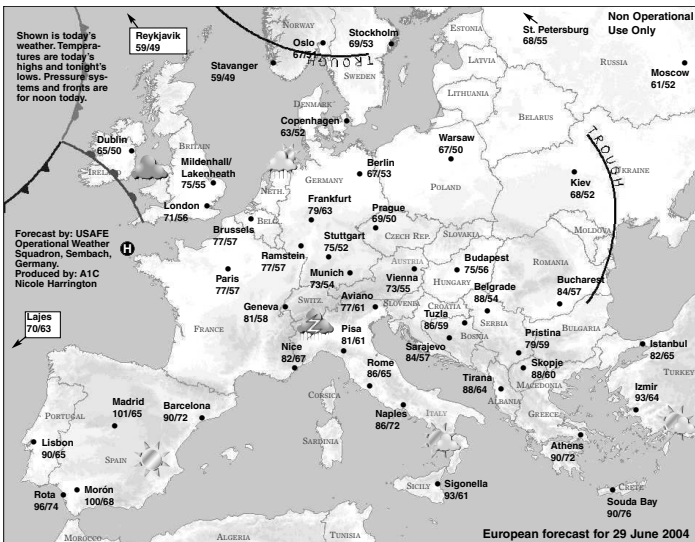 Shown is today's
weather. Tempera-
tures are today's
highs and tonight's
lows. Pressure sys-
tems and fronts are
for noon today.
Reykjavik
59/49
NORWAY
Oslo
67/51
Stockholm
69/53
TROUGH
SWEDEN
Stavanger
59/49
ESTONIA
LATVIA
LITHUANIA
St. Petersburg
68/55
Non Operational
Use Only
RUSSIA
Moscow
61/52
BELARUS
DENMARK
Copenhagen
63/52
Dublin
65/50
IRELAND
BRITAIN
Mildenhall/
Lakenheath
75/55
London
71/56
NETH.
Berlin
67/53
GERMANY
Warsaw
67/50
POLAND
TROUGH
UKRAINE
Kiev
68/52
MOLDOVA
Frankfurt
79/63
Prague
69/50
CZECH REP.
SLOVAKIA
BELG.
Brussels
77/57
Stuttgart
75/52
Ramstein
77/57
Munich
73/54
AUSTRIA
Vienna
73/55
Budapest
75/56
HUNGARY
ROMANIA
Forecast by: USAFE
Operational Weather
Squadron, Sembach,
Germany.
Produced by: A1C
Nicole Harrington
H
Paris
77/57
Lajes
70/63
FRANCE
Geneva
81/58
SWITZ.
Aviano
77/61
SLOVENIA
CROATIA
Belgrade
88/54
Bucharest
84/57
Tuzla
86/59
BOSNIA
SERBIA
BULGARIA
Sarajevo
84/57
Pristina
79/59
Nice
82/67
Pisa
81/61
Rome
86/65
Skopje
88/60
MACEDONIA
Tirana
88/64
ALBANIA
Istanbul
82/65
TURKEY
Izmir
93/64
CORSICA
Naples
86/72
ITALY
GREECE
Athens
90/72
Madrid
101/65
Barcelona
90/72
PORTUGAL
Lisbon
90/65
SPAIN
SARDINIA
Rota
96/74
Morón
100/68
SICILY
Sigonella
93/61
CRETE
Souda Bay
90/76
MOROCCO
ALGERIA
TUNISIA
European forecast for 29 June 2004